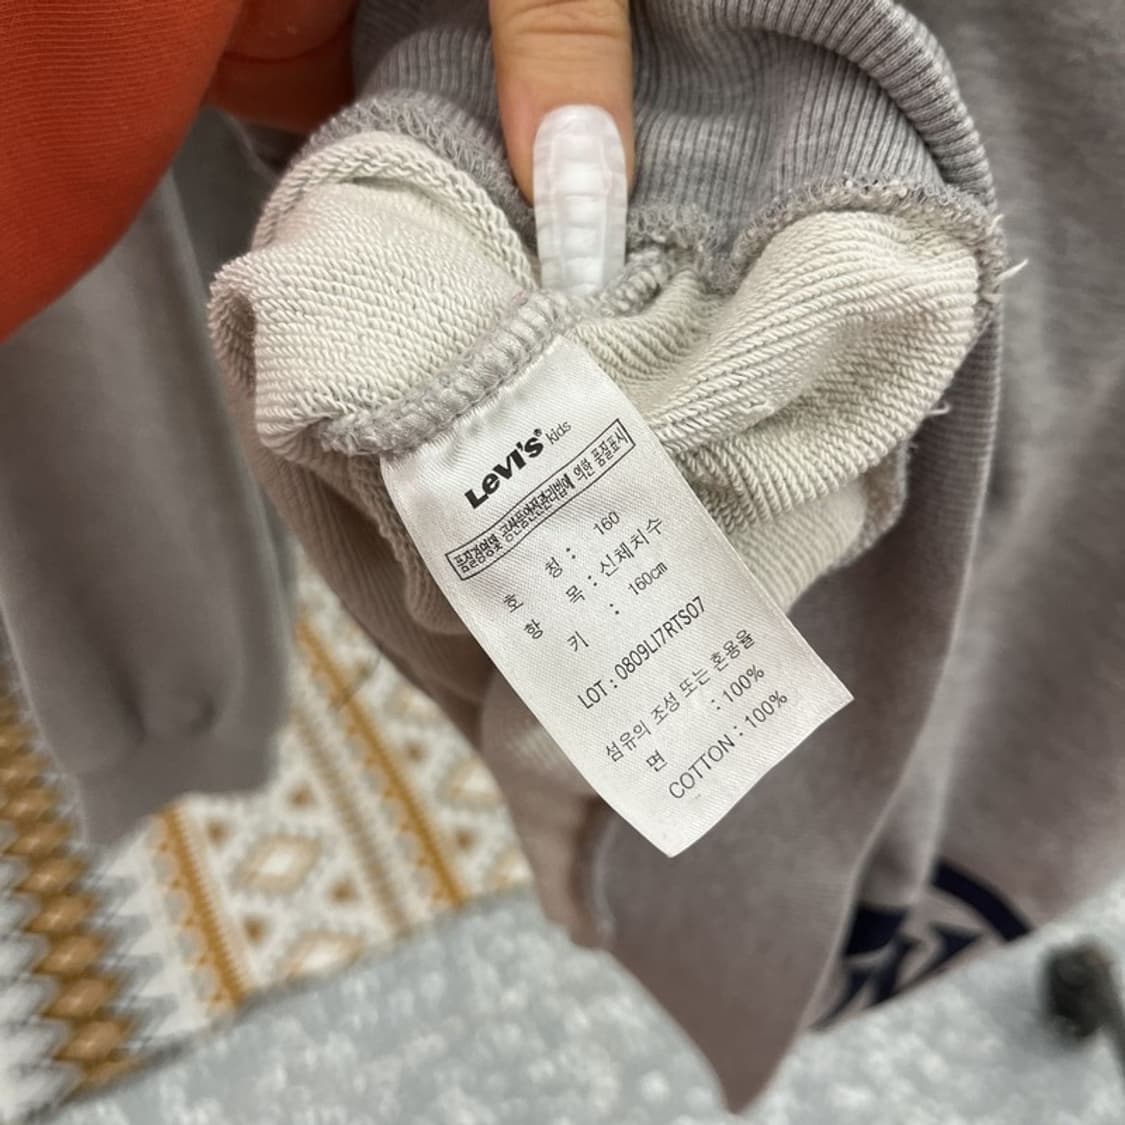 Levi's® kids
품질경영및 공산품안전관리법에 의한 품질표시
호 칭 : 160
항 목 : 신체치수
키 : 160cm
LOT : 0809LI7RTS07
섬유의 조성 또는 혼용율
면 : 100%
COTTON : 100%